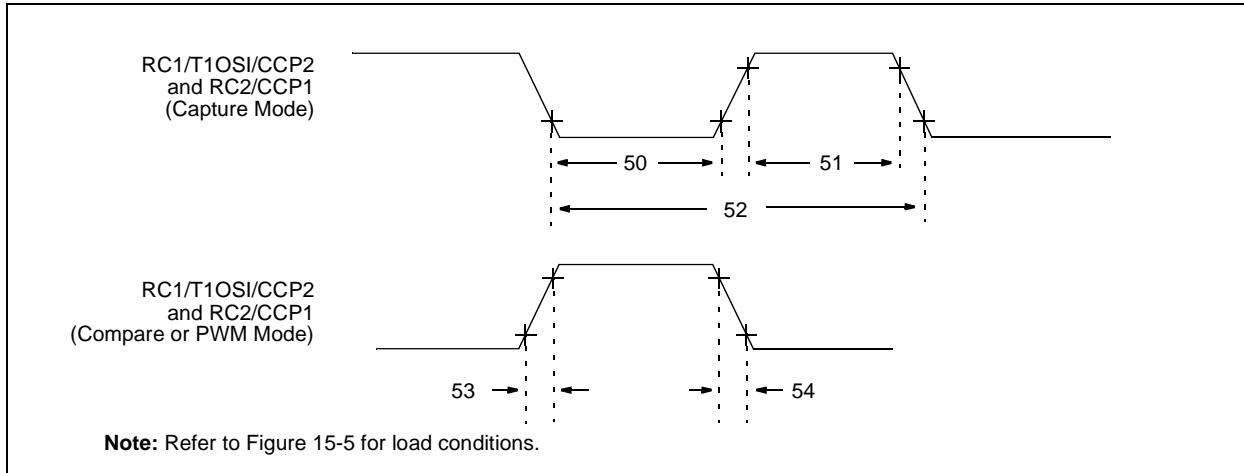 RC1/T1OSI/CCP2
and RC2/CCP1
(Capture Mode)
50
51
52
RC1/T1OSI/CCP2
and RC2/CCP1
(Compare or PWM Mode)
53
54
Note: Refer to Figure 15-5 for load conditions.